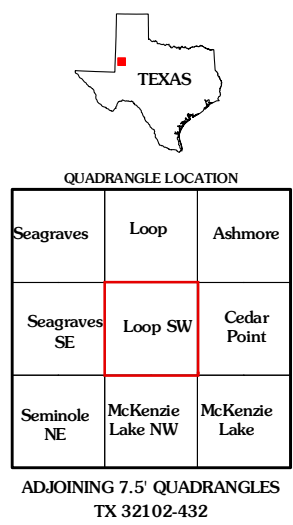 TEXAS
QUADRANGLE LOCATION
Seagraves
Loop
Ashmore
Seagraves
SE
Loop SW
Cedar
Point
Seminole
NE
McKenzie
Lake NW
McKenzie
Lake
ADJOINING 7.5' QUADRANGLES
TX 32102-432